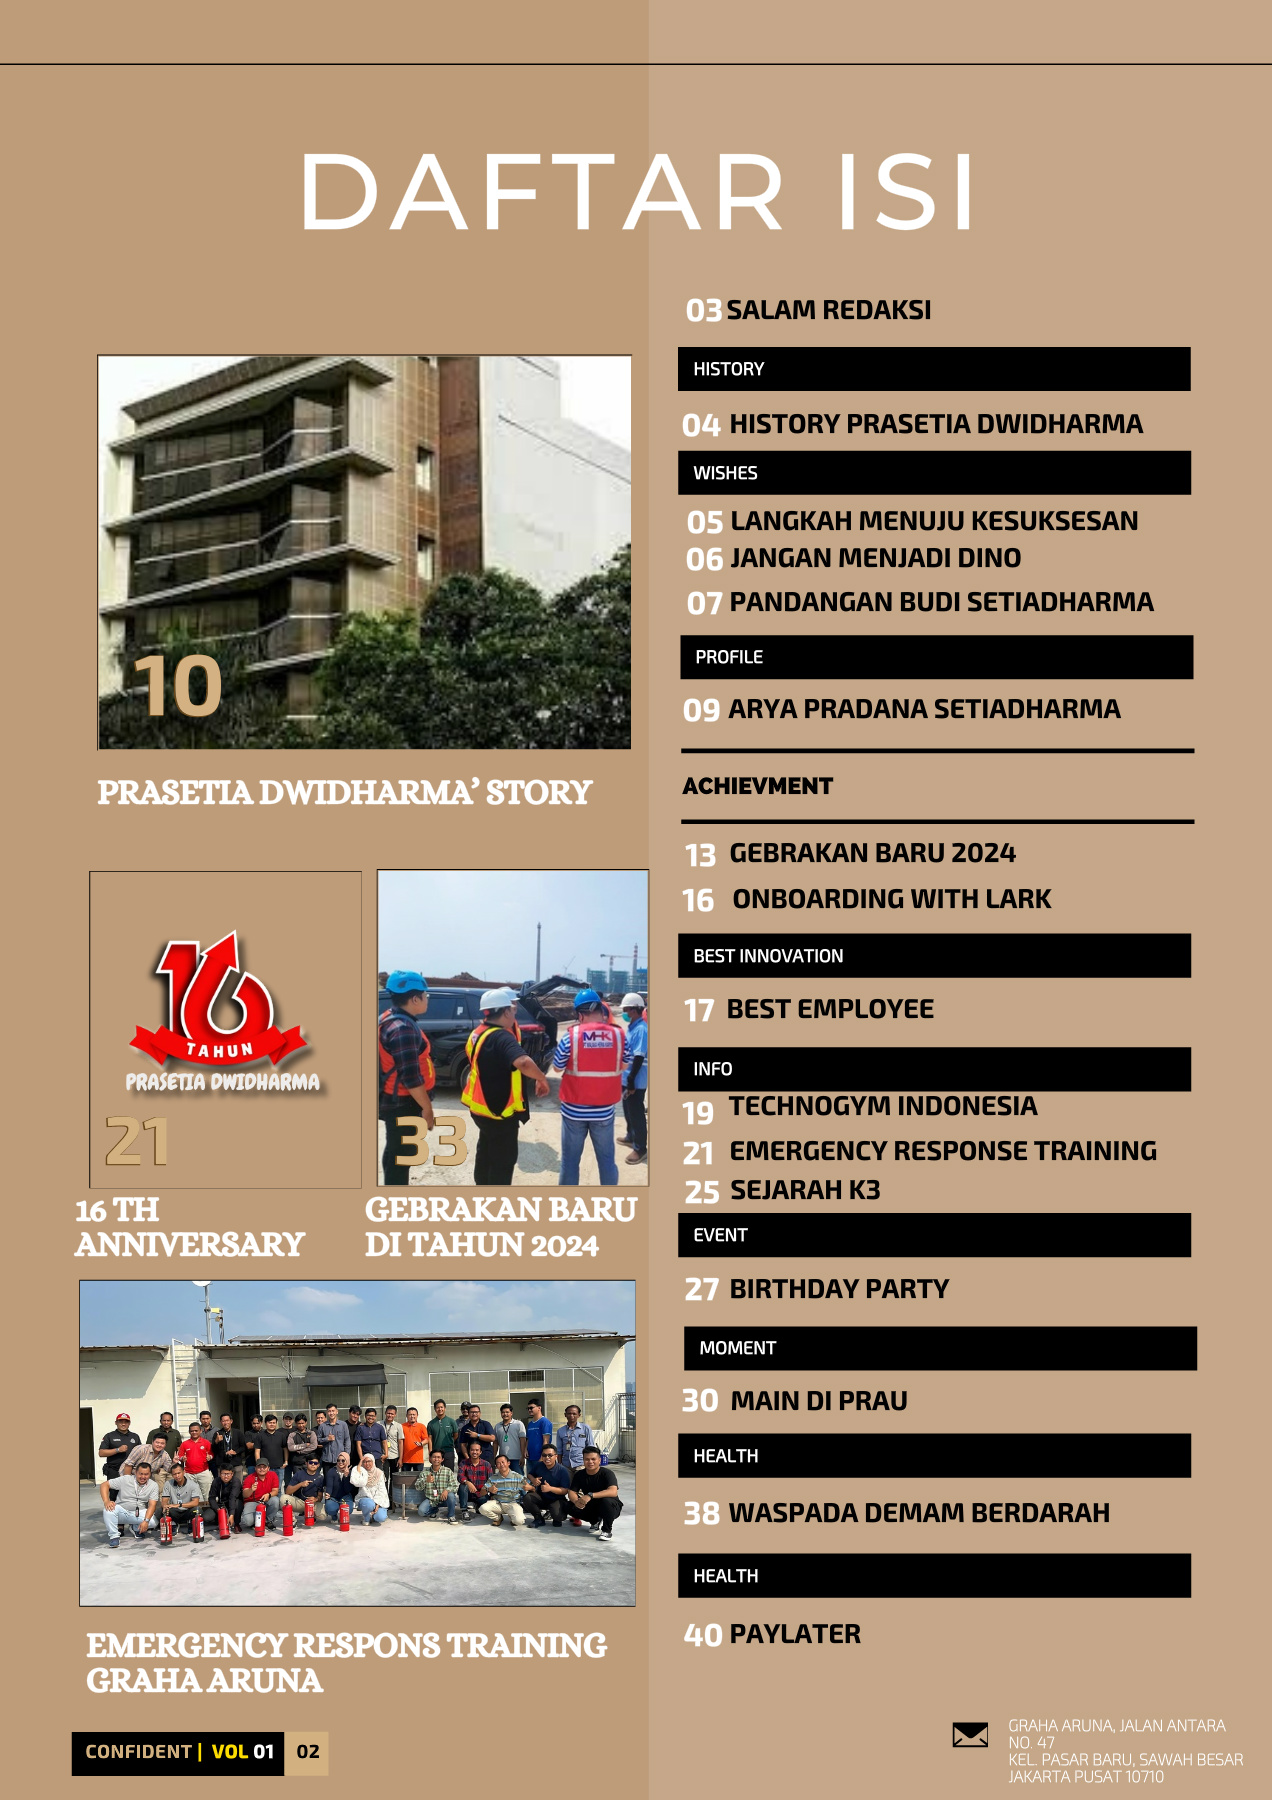 DAFTAR ISI
10
PRASETIA DWIDHARMA’ STORY
16
TAHUN
PRASETIA DWIDHARMA
21
16 TH
ANNIVERSARY
MHK
33
GEBRAKAN BARU
DI TAHUN 2024
EMERGENCY RESPONS TRAINING
GRAHA ARUNA
03 SALAM REDAKSI
HISTORY
04 HISTORY PRASETIA DWIDHARMA
WISHES
05 LANGKAH MENUJU KESUKSESAN
06 JANGAN MENJADI DINO
07 PANDANGAN BUDI SETIADHARMA
PROFILE
09 ARYA PRADANA SETIADHARMA
ACHIEVMENT
13 GEBRAKAN BARU 2024
16 ONBOARDING WITH LARK
BEST INNOVATION
17 BEST EMPLOYEE
INFO
19 TECHNOGYM INDONESIA
21 EMERGENCY RESPONSE TRAINING
25 SEJARAH K3
EVENT
27 BIRTHDAY PARTY
MOMENT
30 MAIN DI PRAU
HEALTH
38 WASPADA DEMAM BERDARAH
HEALTH
40 PAYLATER
CONFIDENT | VOL 01 02
GRAHA ARUNA, JALAN ANTARA
NO. 47
KEL. PASAR BARU, SAWAH BESAR
JAKARTA PUSAT 10710